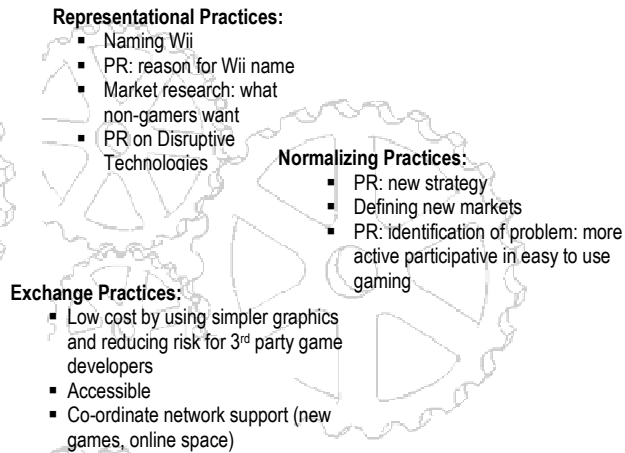 Representational Practices:
▪ Naming Wii
▪ PR: reason for Wii name
▪ Market research: what
non-gamers want
▪ PR on Disruptive
Technologies
Normalizing Practices:
▪ PR: new strategy
▪ Defining new markets
▪ PR: identification of problem: more
active participative in easy to use
gaming
Exchange Practices:
▪ Low cost by using simpler graphics
and reducing risk for 3rd party game
developers
▪ Accessible
▪ Co-ordinate network support (new
games, online space)